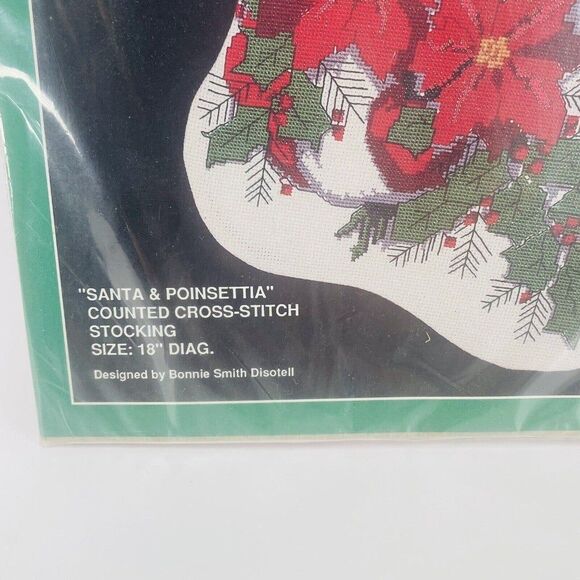 "SANTA & POINSETTIA"
COUNTED CROSS-STITCH
STOCKING
SIZE: 18" DIAG.
Designed by Bonnie Smith Disotell